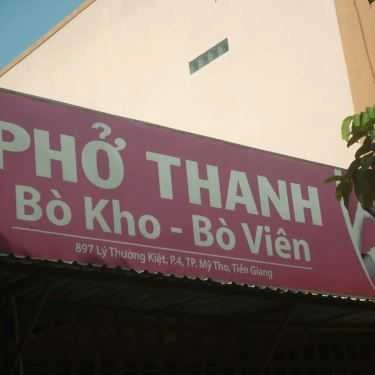 PHỞ THANH
Bò Kho - Bò Viên
897 Lý Thường Kiệt, P.4, TP. Mỹ Tho, Tiền Giang